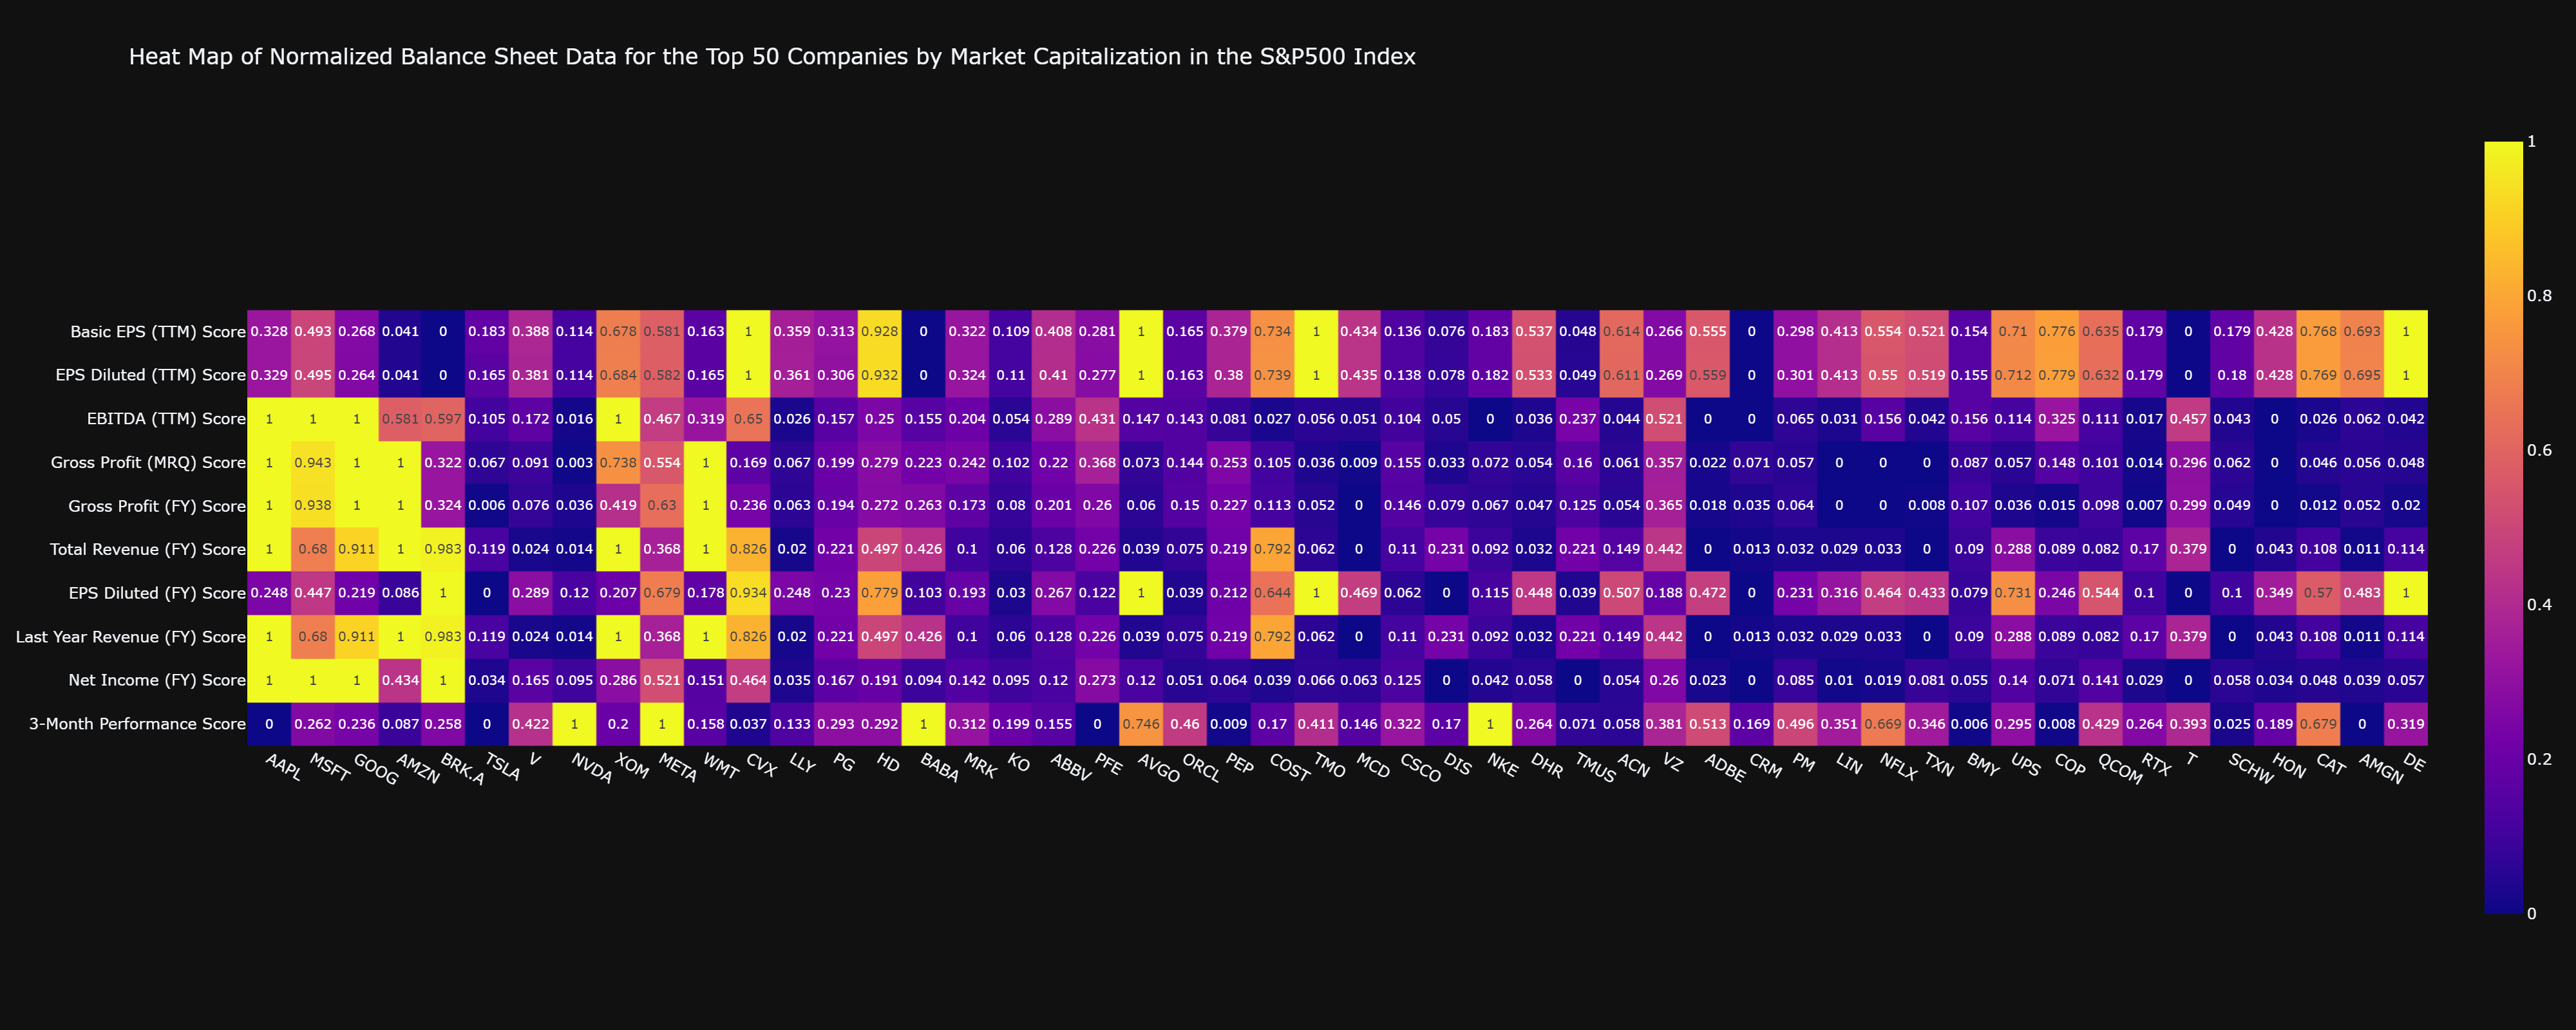 Heat Map of Normalized Balance Sheet Data for the Top 50 Companies by Market Capitalization in the S&P500 Index
Basic EPS (TTM) Score 0.328 0.493 0.268 0.041 0 0.183 0.388 0.114 0.678 0.581 0.163 1 0.359 0.313 0.928 0 0.322 0.109 0.408 0.281 1 0.165 0.379 0.734 1 0.434 0.136 0.076 0.183 0.537 0.048 0.614 0.266 0.555 0 0.298 0.413 0.554 0.521 0.154 0.71 0.776 0.635 0.179 0 0.179 0.428 0.768 0.693 1
EPS Diluted (TTM) Score 0.329 0.495 0.264 0.041 0 0.165 0.381 0.114 0.684 0.582 0.165 1 0.361 0.306 0.932 0 0.324 0.11 0.41 0.277 1 0.163 0.38 0.739 1 0.435 0.138 0.078 0.182 0.533 0.049 0.611 0.269 0.559 0 0.301 0.413 0.55 0.519 0.155 0.712 0.779 0.632 0.179 0 0.18 0.428 0.769 0.695 1
EBITDA (TTM) Score 1 1 1 0.581 0.597 0.105 0.172 0.016 1 0.467 0.319 0.65 0.026 0.157 0.25 0.155 0.204 0.054 0.289 0.431 0.147 0.143 0.081 0.027 0.056 0.051 0.104 0.05 0 0.036 0.237 0.044 0.521 0 0 0.065 0.031 0.156 0.042 0.156 0.114 0.325 0.111 0.017 0.457 0.043 0 0.026 0.062 0.042
Gross Profit (MRQ) Score 1 0.943 1 1 0.322 0.067 0.091 0.003 0.738 0.554 1 0.169 0.067 0.199 0.279 0.223 0.242 0.102 0.22 0.368 0.073 0.144 0.253 0.105 0.036 0.009 0.155 0.033 0.072 0.054 0.16 0.061 0.357 0.022 0.071 0.057 0 0 0 0.087 0.057 0.148 0.101 0.014 0.296 0.062 0 0.046 0.056 0.048
Gross Profit (FY) Score 1 0.938 1 1 0.324 0.006 0.076 0.036 0.419 0.63 1 0.236 0.063 0.194 0.272 0.263 0.173 0.08 0.201 0.26 0.06 0.15 0.227 0.113 0.052 0 0.146 0.079 0.067 0.047 0.125 0.054 0.365 0.018 0.035 0.064 0 0 0.008 0.107 0.036 0.015 0.098 0.007 0.299 0.049 0 0.012 0.052 0.02
Total Revenue (FY) Score 1 0.68 0.911 1 0.983 0.119 0.024 0.014 1 0.368 1 0.826 0.02 0.221 0.497 0.426 0.1 0.06 0.128 0.226 0.039 0.075 0.219 0.792 0.062 0 0.11 0.231 0.092 0.032 0.221 0.149 0.442 0 0.013 0.032 0.029 0.033 0 0.09 0.288 0.089 0.082 0.17 0.379 0 0.043 0.108 0.011 0.114
EPS Diluted (FY) Score 0.248 0.447 0.219 0.086 1 0 0.289 0.12 0.207 0.679 0.178 0.934 0.248 0.23 0.779 0.103 0.193 0.03 0.267 0.122 1 0.039 0.212 0.644 1 0.469 0.062 0 0.115 0.448 0.039 0.507 0.188 0.472 0 0.231 0.316 0.464 0.433 0.079 0.731 0.246 0.544 0.1 0 0.1 0.349 0.57 0.483 1
Last Year Revenue (FY) Score 1 0.68 0.911 1 0.983 0.119 0.024 0.014 1 0.368 1 0.826 0.02 0.221 0.497 0.426 0.1 0.06 0.128 0.226 0.039 0.075 0.219 0.792 0.062 0 0.11 0.231 0.092 0.032 0.221 0.149 0.442 0 0.013 0.032 0.029 0.033 0 0.09 0.288 0.089 0.082 0.17 0.379 0 0.043 0.108 0.011 0.114
Net Income (FY) Score 1 1 1 0.434 1 0.034 0.165 0.095 0.286 0.521 0.151 0.464 0.035 0.167 0.191 0.094 0.142 0.095 0.12 0.273 0.12 0.051 0.064 0.039 0.066 0.063 0.125 0 0.042 0.058 0 0.054 0.26 0.023 0 0.085 0.01 0.019 0.081 0.055 0.14 0.071 0.141 0.029 0 0.058 0.034 0.048 0.039 0.057
3-Month Performance Score 0 0.262 0.236 0.087 0.258 0 0.422 1 0.2 1 0.158 0.037 0.133 0.293 0.292 1 0.312 0.199 0.155 0 0.746 0.46 0.009 0.17 0.411 0.146 0.322 0.17 1 0.264 0.071 0.058 0.381 0.513 0.169 0.496 0.351 0.669 0.346 0.006 0.295 0.008 0.429 0.264 0.393 0.025 0.189 0.679 0 0.319
AAPL MSFT GOOG AMZN BRK.A TSLA V NVDA XOM META WMT CVX LLY PG HD BABA MRK KO ABBV PFE AVGO ORCL PEP COST TMO MCD CSCO DIS NKE DHR TMUS ACN VZ ADBE CRM PM LIN NFLX TXN BMY UPS COP QCOM RTX T SCHW HON CAT AMGN DE
1
0.8
0.6
0.4
0.2
0